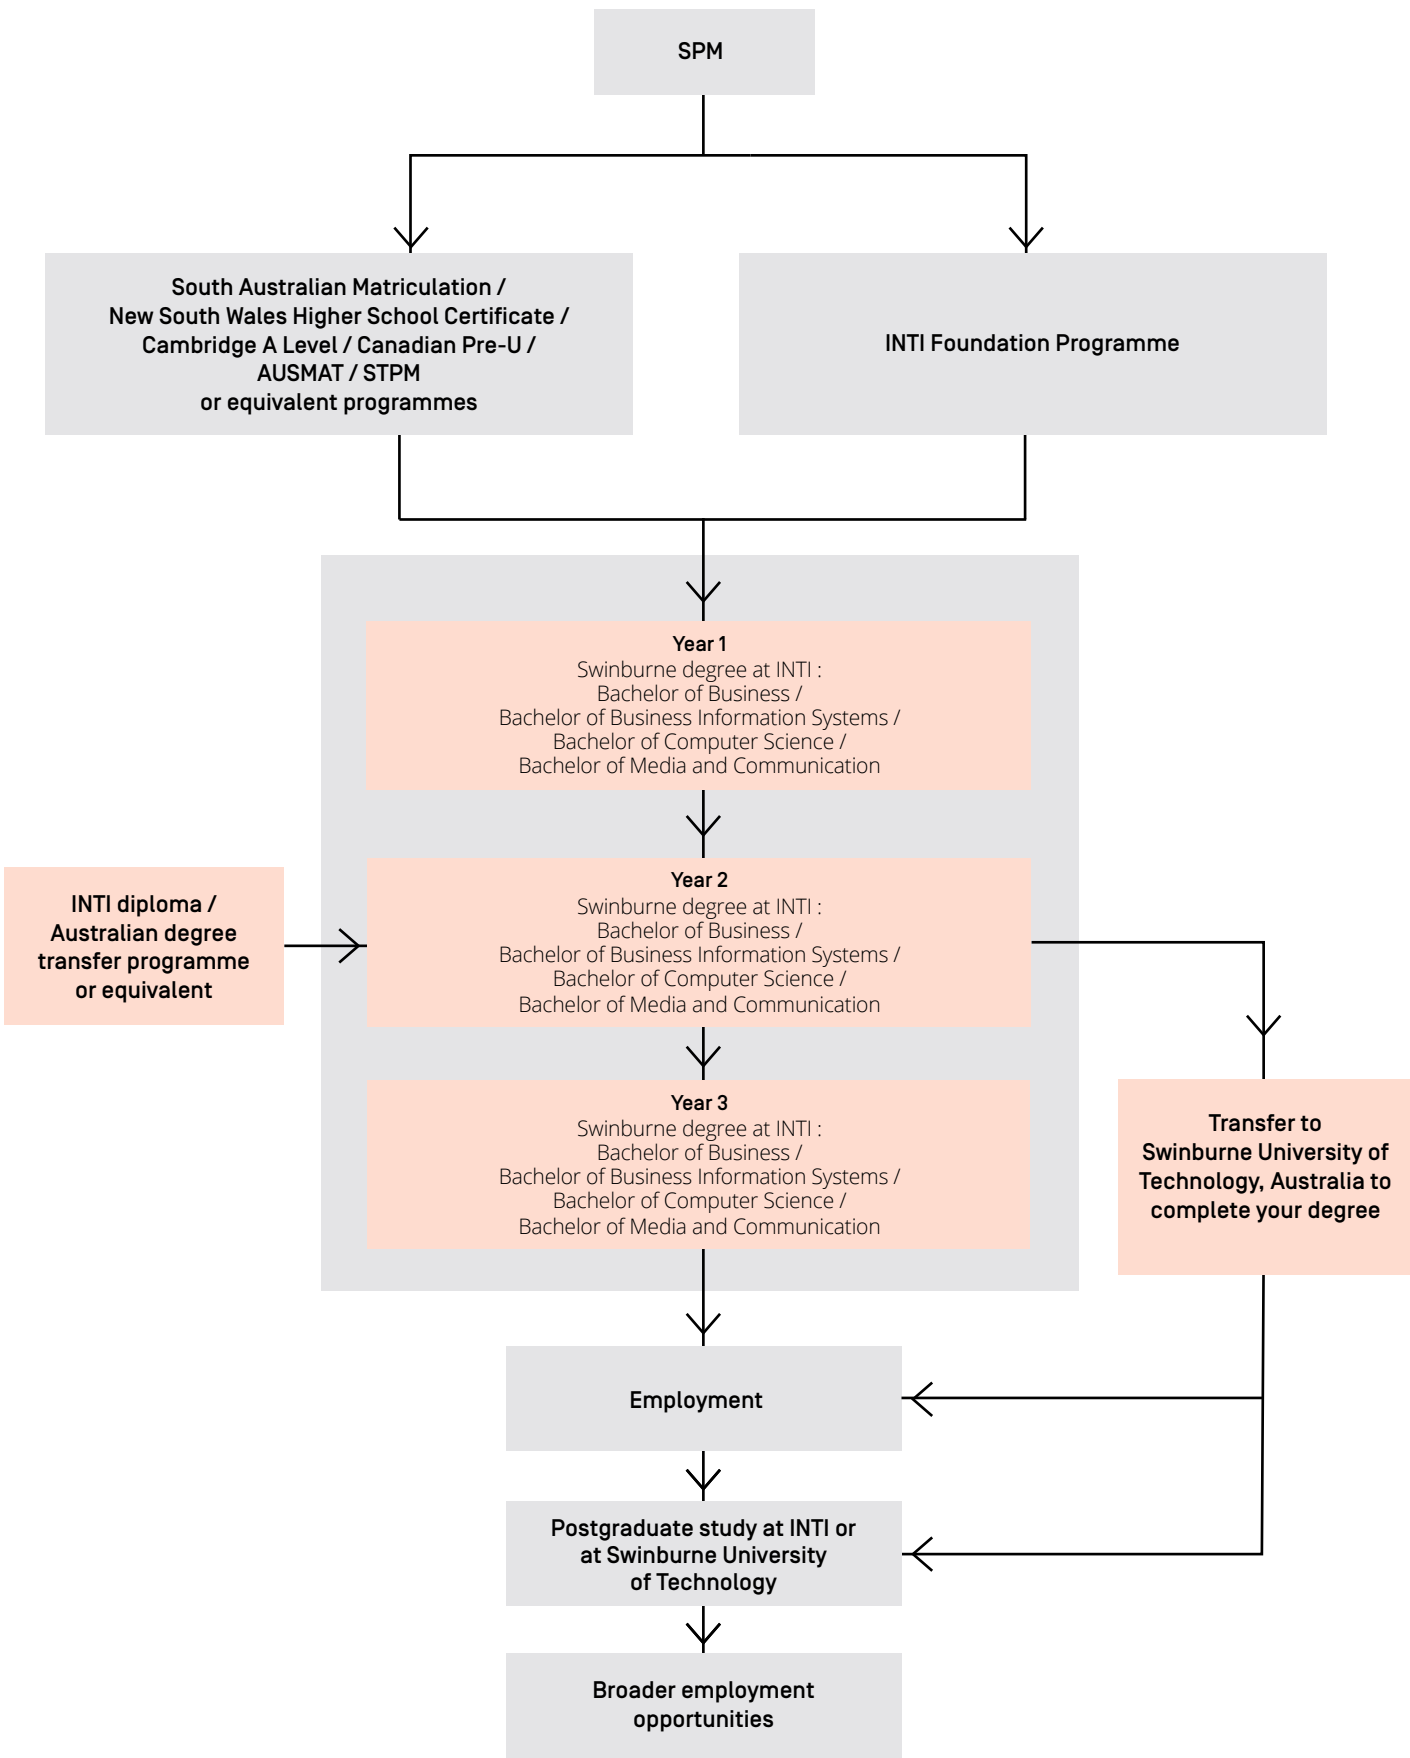 SPM
South Australian Matriculation /
New South Wales Higher School Certificate /
Cambridge A Level / Canadian Pre-U /
AUSMAT / STPM
or equivalent programmes
INTI Foundation Programme
Year 1
Swinburne degree at INTI :
Bachelor of Business /
Bachelor of Business Information Systems /
Bachelor of Computer Science /
Bachelor of Media and Communication
INTI diploma /
Australian degree
transfer programme
or equivalent
Year 2
Swinburne degree at INTI :
Bachelor of Business /
Bachelor of Business Information Systems /
Bachelor of Computer Science /
Bachelor of Media and Communication
Year 3
Swinburne degree at INTI :
Bachelor of Business /
Bachelor of Business Information Systems /
Bachelor of Computer Science /
Bachelor of Media and Communication
Transfer to
Swinburne University of
Technology, Australia to
complete your degree
Employment
Postgraduate study at INTI or
at Swinburne University
of Technology
Broader employment
opportunities